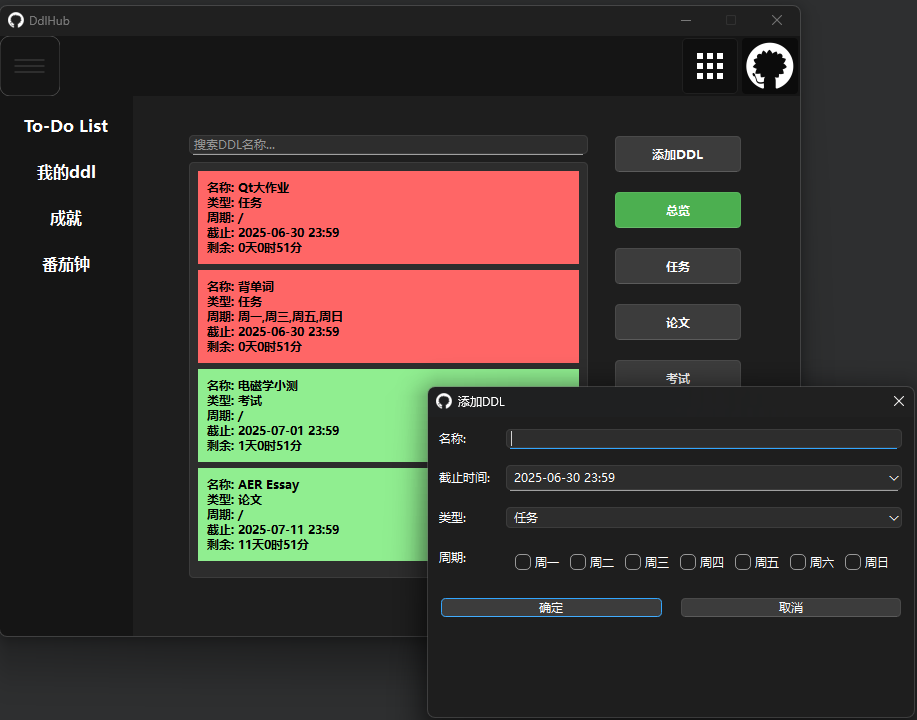 DdlHub
To-Do List
我的ddl
成就
番茄钟
搜索DDL名称...
名称: Qt大作业
类型: 任务
周期: /
截止: 2025-06-30 23:59
剩余: 0天0时51分
名称: 背单词
类型: 任务
周期: 周一,周三,周五,周日
截止: 2025-06-30 23:59
剩余: 0天0时51分
名称: 电磁学小测
类型: 考试
周期: /
截止: 2025-07-01 23:59
剩余: 1天0时51分
名称: AER Essay
类型: 论文
周期: /
截止: 2025-07-11 23:59
剩余: 11天0时51分
添加DDL
总览
任务
论文
考试
添加DDL
名称:
截止时间: 2025-06-30 23:59
类型: 任务
周期: 周一 周二 周三 周四 周五 周六 周日
确定 取消